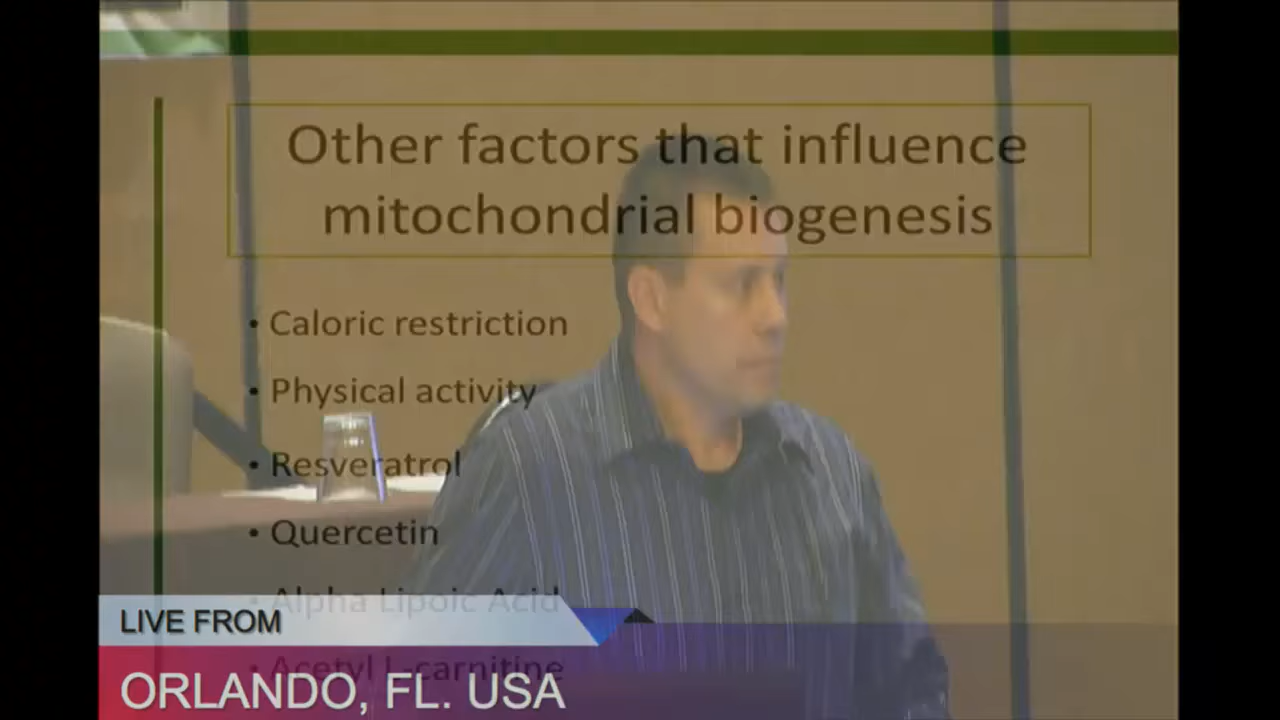 Other factors that influence
mitochondrial biogenesis
• Caloric restriction
• Physical activity
• Resveratrol
• Quercetin
• Alpha Lipoic Acid
• Acetyl L-carnitine
LIVE FROM
ORLANDO, FL. USA